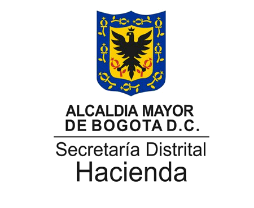 ALCALDIA MAYOR
DE BOGOTA D.C.
Secretaría Distrital
Hacienda